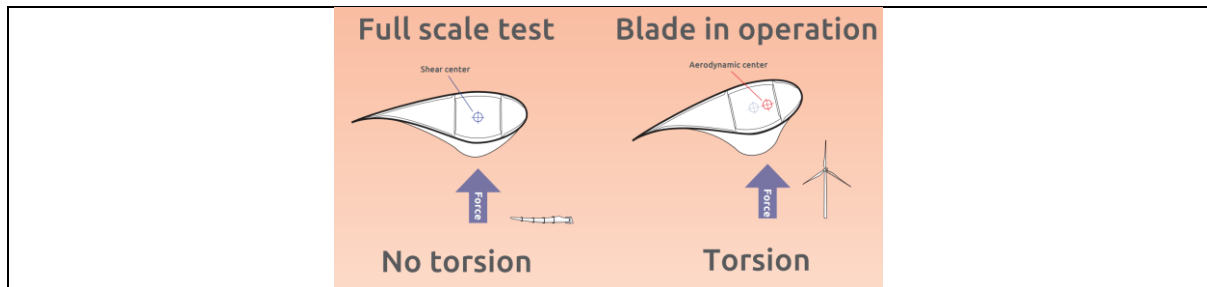 Full scale test
Shear center
Force
No torsion
Blade in operation
Aerodynamic center
Force
Torsion